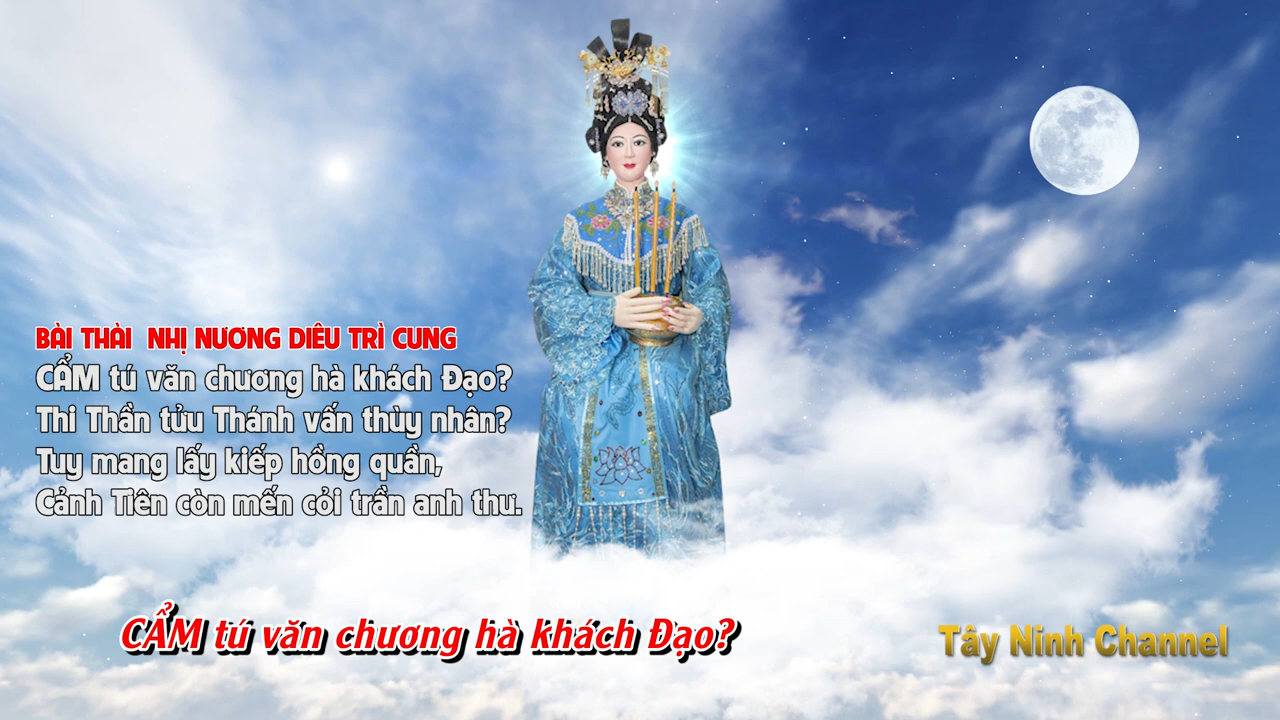 BÀI THÀI NHỊ NƯƠNG DIÊU TRÌ CUNG
CẨM tú văn chương hà khách Đạo?
Thi Thần tửu Thánh vấn thùy nhân?
Tuy mang lấy kiếp hồng quần,
Cảnh Tiên còn mến cỏi trần anh thư.
CẨM tú văn chương hà khách Đạo?
Tây Ninh Channel